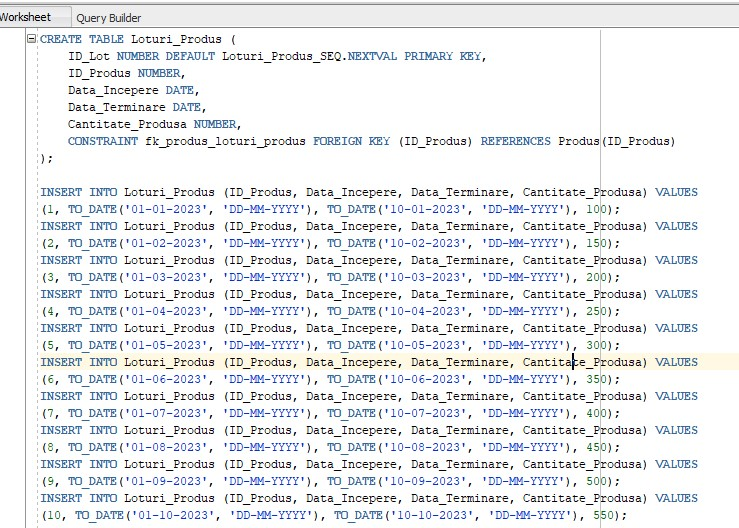 Worksheet Query Builder
CREATE TABLE Loturi_Produs (
ID_Lot NUMBER DEFAULT Loturi_Produs_SEQ.NEXTVAL PRIMARY KEY,
ID_Produs NUMBER,
Data_Incepere DATE,
Data_Terminare DATE,
Cantitate_Produsa NUMBER,
CONSTRAINT fk_produs_loturi_produs FOREIGN KEY (ID_Produs) REFERENCES Produs(ID_Produs)
);
INSERT INTO Loturi_Produs (ID_Produs, Data_Incepere, Data_Terminare, Cantitate_Produsa) VALUES
(1, TO_DATE('01-01-2023', 'DD-MM-YYYY'), TO_DATE('10-01-2023', 'DD-MM-YYYY'), 100);
INSERT INTO Loturi_Produs (ID_Produs, Data_Incepere, Data_Terminare, Cantitate_Produsa) VALUES
(2, TO_DATE('01-02-2023', 'DD-MM-YYYY'), TO_DATE('10-02-2023', 'DD-MM-YYYY'), 150);
INSERT INTO Loturi_Produs (ID_Produs, Data_Incepere, Data_Terminare, Cantitate_Produsa) VALUES
(3, TO_DATE('01-03-2023', 'DD-MM-YYYY'), TO_DATE('10-03-2023', 'DD-MM-YYYY'), 200);
INSERT INTO Loturi_Produs (ID_Produs, Data_Incepere, Data_Terminare, Cantitate_Produsa) VALUES
(4, TO_DATE('01-04-2023', 'DD-MM-YYYY'), TO_DATE('10-04-2023', 'DD-MM-YYYY'), 250);
INSERT INTO Loturi_Produs (ID_Produs, Data_Incepere, Data_Terminare, Cantitate_Produsa) VALUES
(5, TO_DATE('01-05-2023', 'DD-MM-YYYY'), TO_DATE('10-05-2023', 'DD-MM-YYYY'), 300);
INSERT INTO Loturi_Produs (ID_Produs, Data_Incepere, Data_Terminare, Cantitate_Produsa) VALUES
(6, TO_DATE('01-06-2023', 'DD-MM-YYYY'), TO_DATE('10-06-2023', 'DD-MM-YYYY'), 350);
INSERT INTO Loturi_Produs (ID_Produs, Data_Incepere, Data_Terminare, Cantitate_Produsa) VALUES
(7, TO_DATE('01-07-2023', 'DD-MM-YYYY'), TO_DATE('10-07-2023', 'DD-MM-YYYY'), 400);
INSERT INTO Loturi_Produs (ID_Produs, Data_Incepere, Data_Terminare, Cantitate_Produsa) VALUES
(8, TO_DATE('01-08-2023', 'DD-MM-YYYY'), TO_DATE('10-08-2023', 'DD-MM-YYYY'), 450);
INSERT INTO Loturi_Produs (ID_Produs, Data_Incepere, Data_Terminare, Cantitate_Produsa) VALUES
(9, TO_DATE('01-09-2023', 'DD-MM-YYYY'), TO_DATE('10-09-2023', 'DD-MM-YYYY'), 500);
INSERT INTO Loturi_Produs (ID_Produs, Data_Incepere, Data_Terminare, Cantitate_Produsa) VALUES
(10, TO_DATE('01-10-2023', 'DD-MM-YYYY'), TO_DATE('10-10-2023', 'DD-MM-YYYY'), 550);